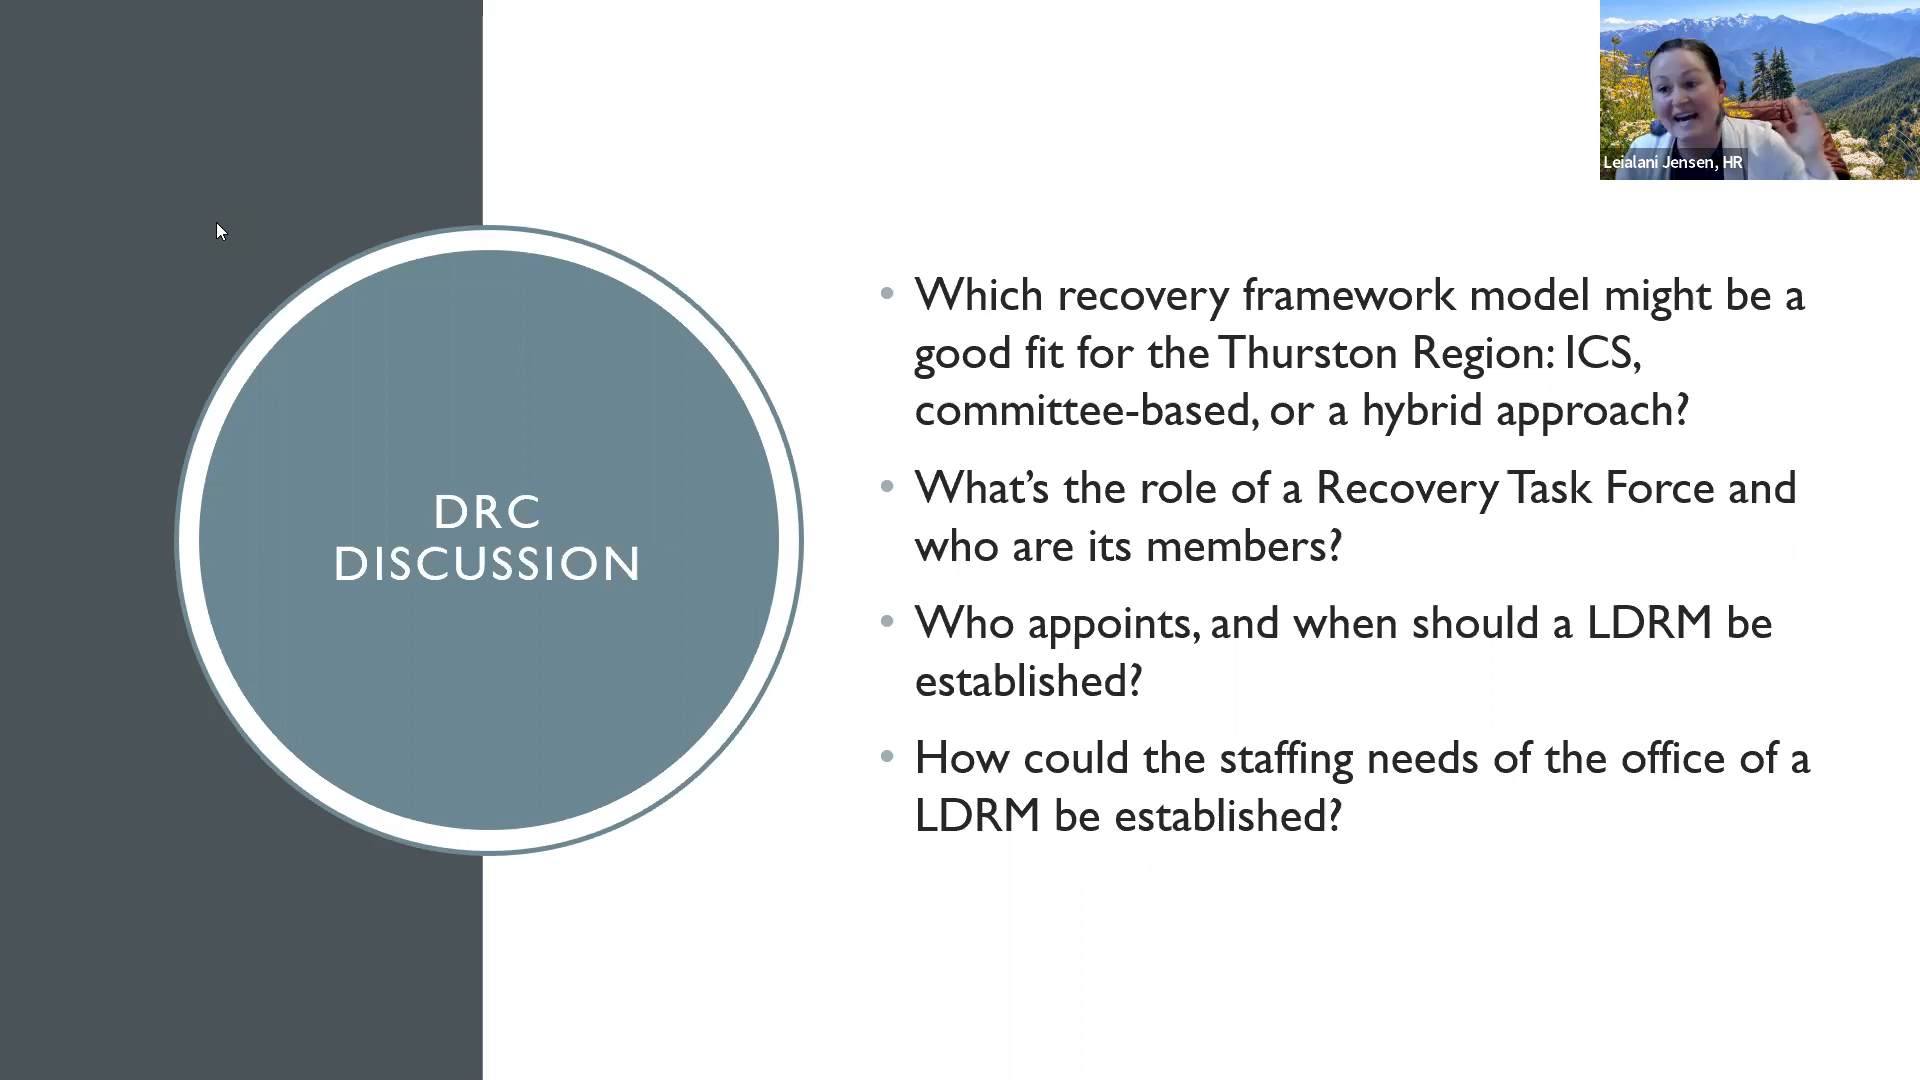 Leialani Jensen, HR
DRC
DISCUSSION
• Which recovery framework model might be a
good fit for the Thurston Region: ICS,
committee-based, or a hybrid approach?
• What’s the role of a Recovery Task Force and
who are its members?
• Who appoints, and when should a LDRM be
established?
• How could the staffing needs of the office of a
LDRM be established?